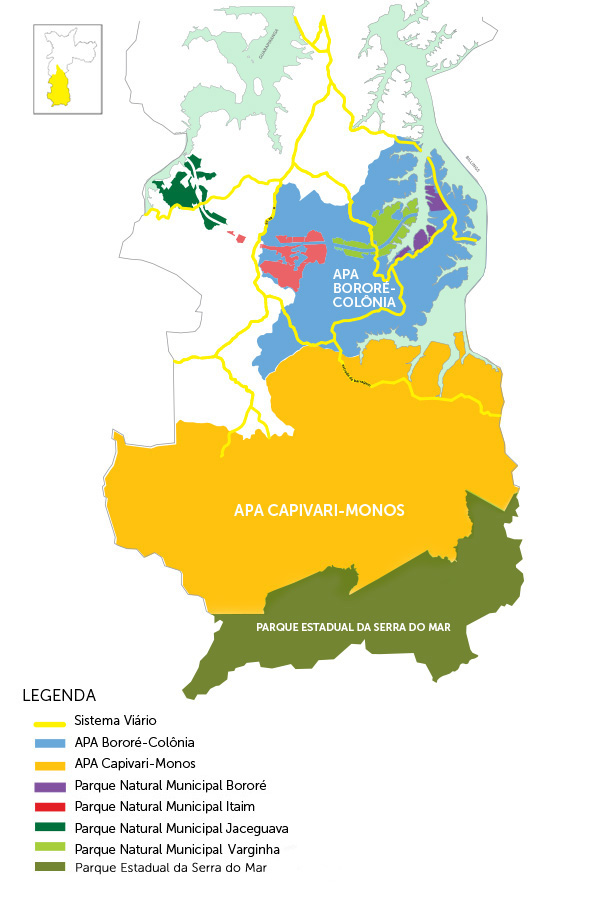 GUARAPIRANGA
BILLINGS
APA
BORORÉ-
COLÔNIA
APA CAPIVARI-MONOS
PARQUE ESTADUAL DA SERRA DO MAR
LEGENDA
Sistema Viário
APA Bororé-Colônia
APA Capivari-Monos
Parque Natural Municipal Bororé
Parque Natural Municipal Itaim
Parque Natural Municipal Jaceguava
Parque Natural Municipal Varginha
Parque Estadual da Serra do Mar